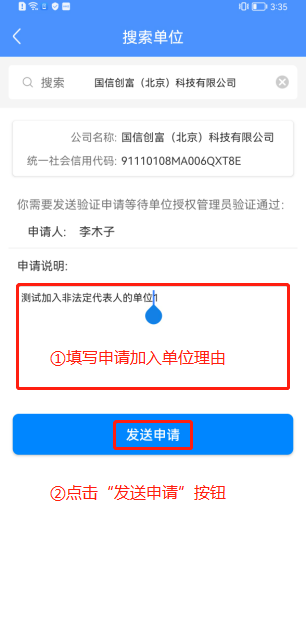 3:35
搜索单位
搜索 国信创富（北京）科技有限公司
公司名称: 国信创富（北京）科技有限公司
统一社会信用代码: 91110108MA006QXT8E
你需要发送验证申请等待单位授权管理员验证通过:
申请人: 李木子
申请说明:
测试加入非法定代表人的单位1
①填写申请加入单位理由
发送申请
②点击“发送申请”按钮